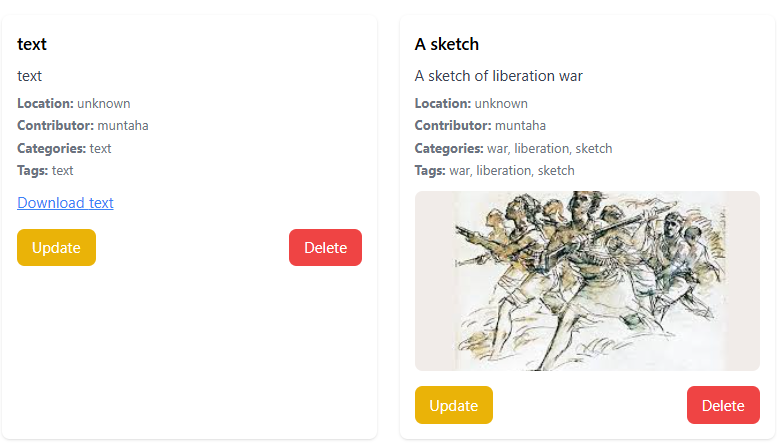 text
text
Location: unknown
Contributor: muntaha
Categories: text
Tags: text
Download text
Update
Delete
A sketch
A sketch of liberation war
Location: unknown
Contributor: muntaha
Categories: war, liberation, sketch
Tags: war, liberation, sketch
Update
Delete